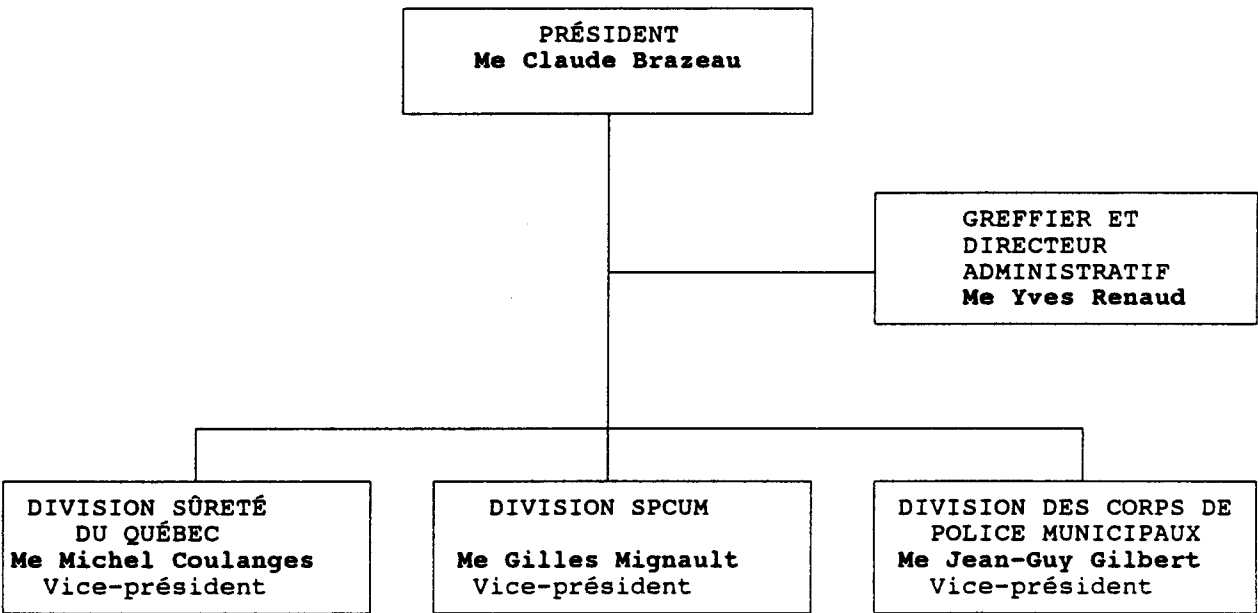 PRÉSIDENT
Me Claude Brazeau
GREFFIER ET
DIRECTEUR
ADMINISTRATIF
Me Yves Renaud
DIVISION SÛRETÉ
DU QUÉBEC
Me Michel Coulanges
Vice-président
DIVISION SPCUM
Me Gilles Mignault
Vice-président
DIVISION DES CORPS DE
POLICE MUNICIPAUX
Me Jean-Guy Gilbert
Vice-président